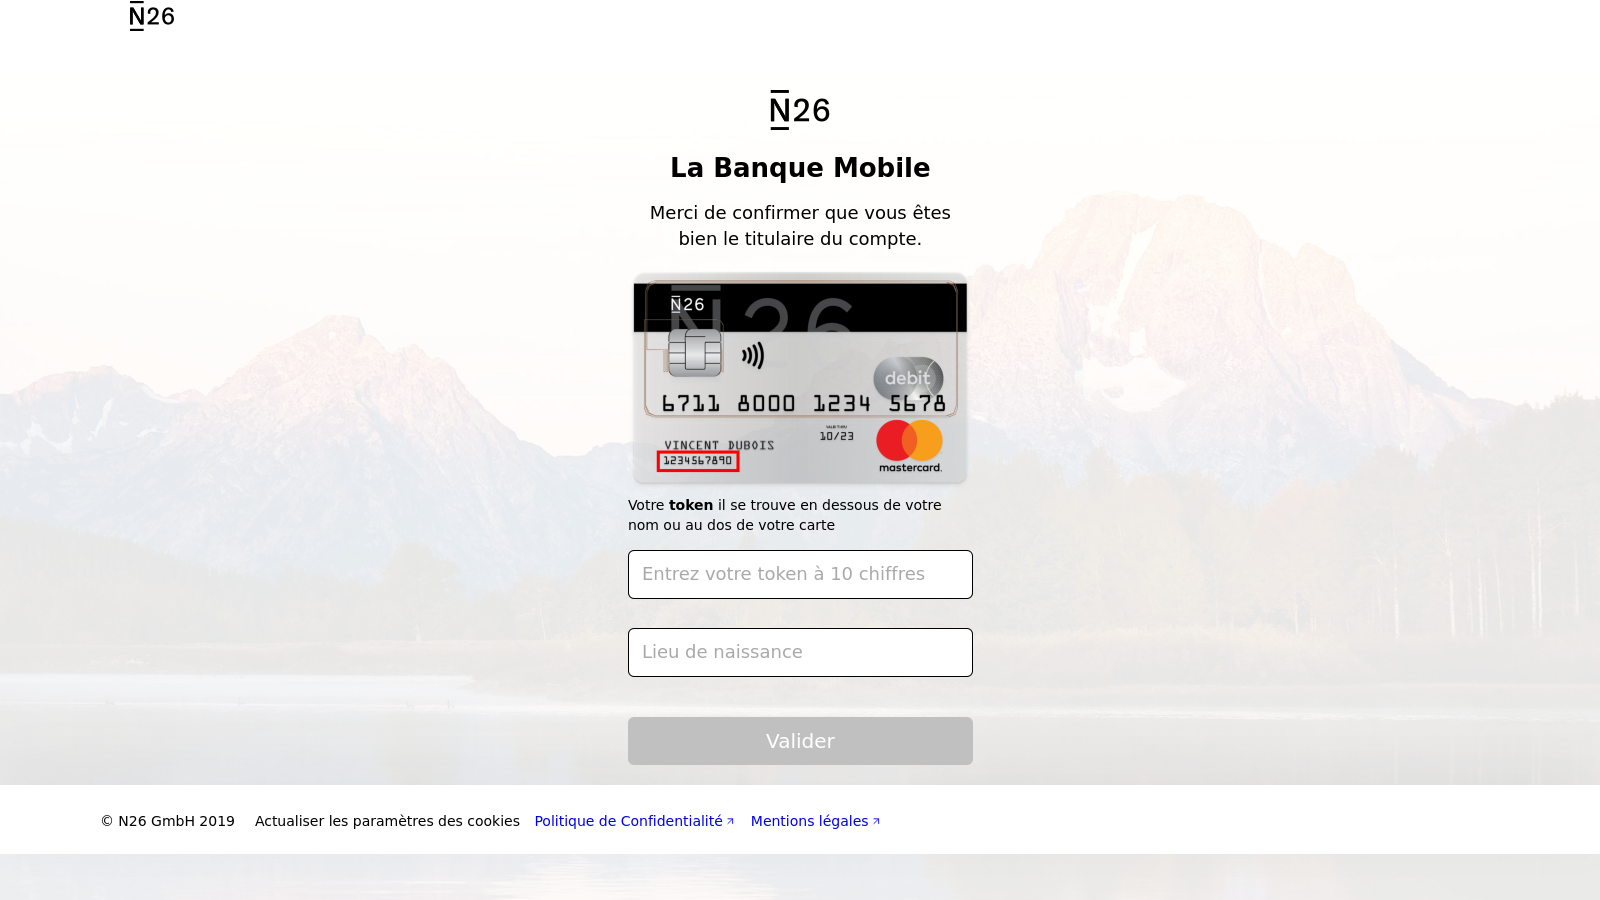 N26
N26
La Banque Mobile
Merci de confirmer que vous êtes
bien le titulaire du compte.
N26
N26
debit
6711 8000 1234 5678
VALID THRU
10/23
VINCENT DUBOIS
1234567890
mastercard.
Votre token il se trouve en dessous de votre
nom ou au dos de votre carte
Entrez votre token à 10 chiffres
Lieu de naissance
Valider
© N26 GmbH 2019 Actualiser les paramètres des cookies Politique de Confidentialité Mentions légales